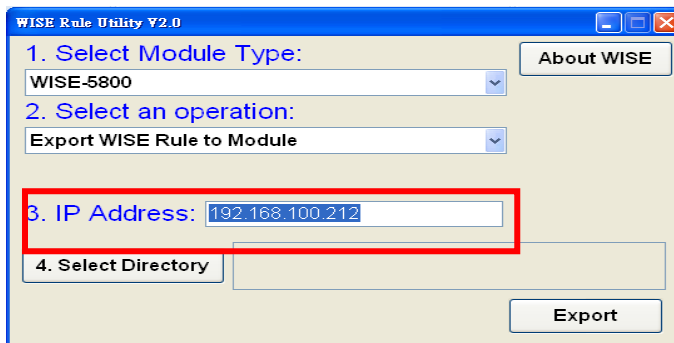 WISE Rule Utility V2.0
1. Select Module Type:
About WISE
WISE-5800
2. Select an operation:
Export WISE Rule to Module
3. IP Address: 192.168.100.212
4. Select Directory
Export